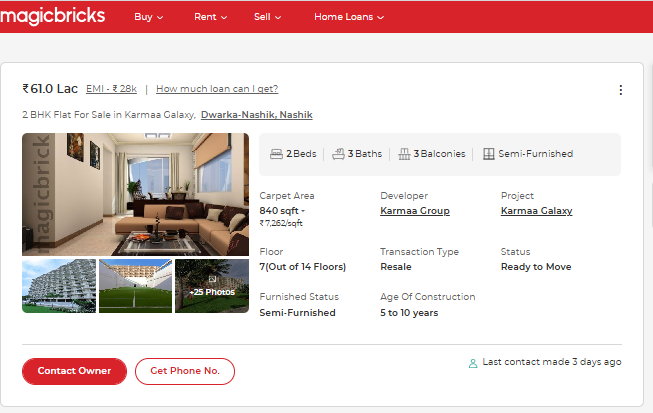 magicbricks
Buy Rent Sell Home Loans
₹61.0 Lac EMI - ₹ 28k | How much loan can I get?
2 BHK Flat For Sale in Karmaa Galaxy, Dwarka-Nashik, Nashik
magicbrick
2 Beds 3 Baths 3 Balconies Semi-Furnished
Carpet Area Developer Project
840 sqft Karmaa Group Karmaa Galaxy
₹ 7,262/sqft
Floor Transaction Type Status
7(Out of 14 Floors) Resale Ready to Move
+25 Photos
Furnished Status Age Of Construction
Semi-Furnished 5 to 10 years
Contact Owner Get Phone No. Last contact made 3 days ago